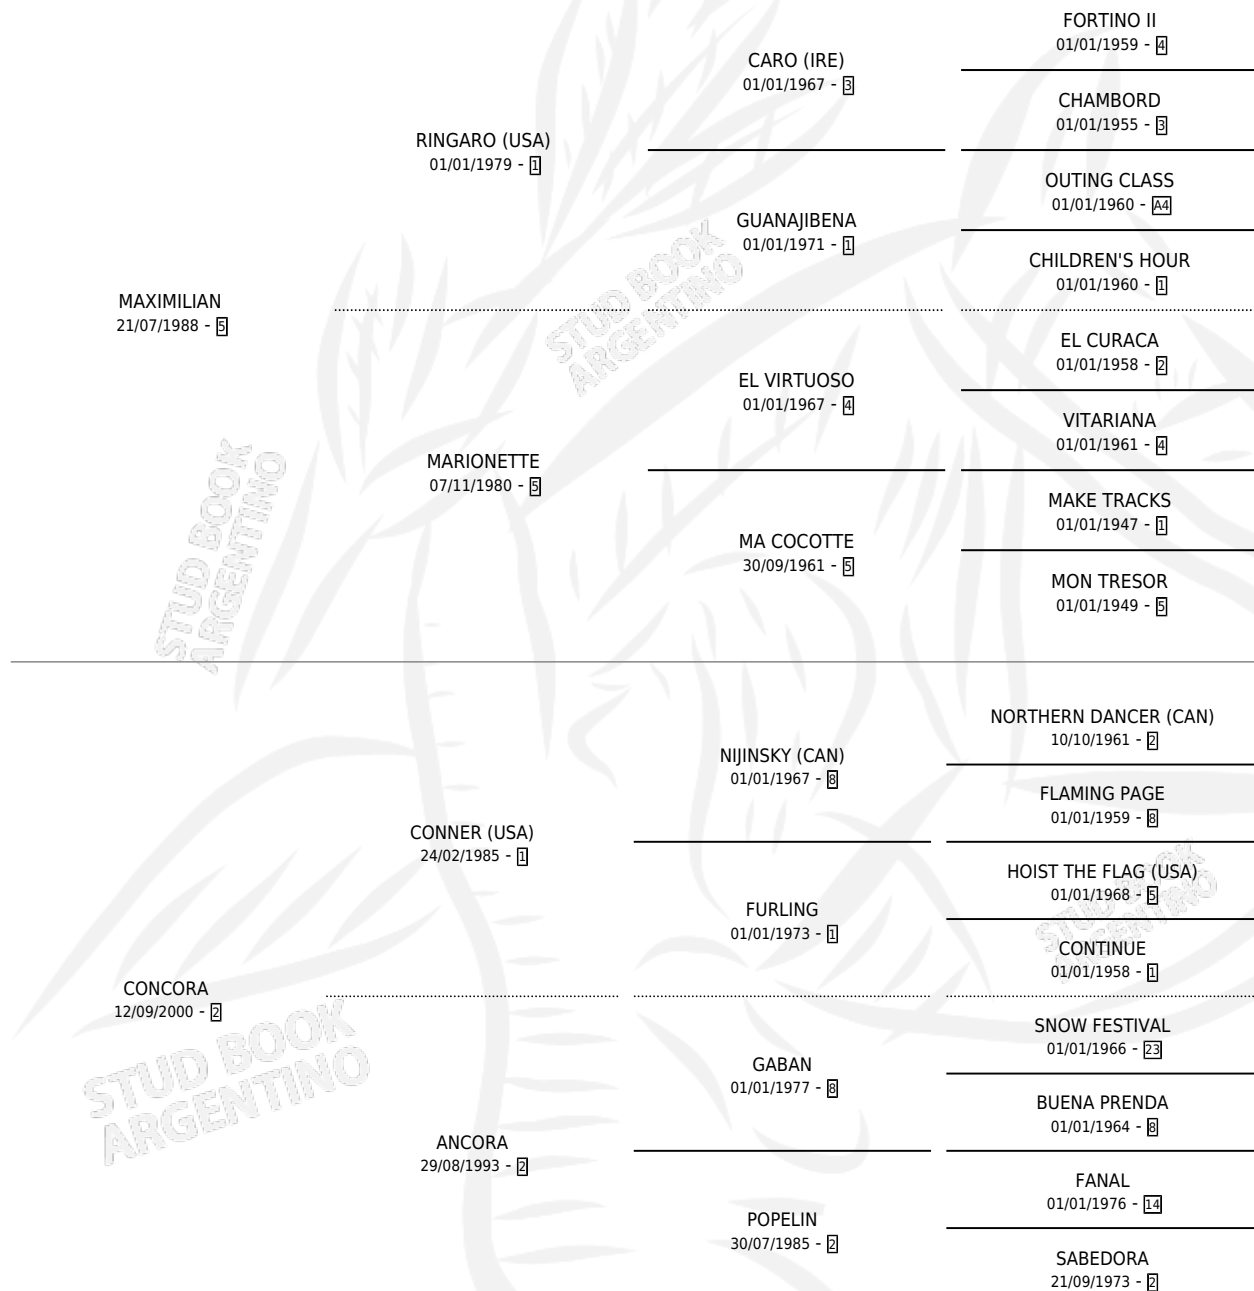 FORTINO II
01/01/1959 - 4
CARO (IRE)
01/01/1967 - 3
CHAMBORD
01/01/1955 - 3
RINGARO (USA)
01/01/1979 - 1
OUTING CLASS
01/01/1960 - A4
GUANAJIBENA
01/01/1971 - 1
CHILDREN'S HOUR
01/01/1960 - 1
MAXIMILIAN
21/07/1988 - 5
EL CURACA
01/01/1958 - 2
EL VIRTUOSO
01/01/1967 - 4
VITARIANA
01/01/1961 - 4
MARIONETTE
07/11/1980 - 5
MAKE TRACKS
01/01/1947 - 1
MA COCOTTE
30/09/1961 - 5
MON TRESOR
01/01/1949 - 5
NORTHERN DANCER (CAN)
10/10/1961 - 2
NIJINSKY (CAN)
01/01/1967 - 8
FLAMING PAGE
01/01/1959 - 8
CONNER (USA)
24/02/1985 - 1
HOIST THE FLAG (USA)
01/01/1968 - 5
FURLING
01/01/1973 - 1
CONTINUE
01/01/1958 - 1
CONCORA
12/09/2000 - 2
SNOW FESTIVAL
01/01/1966 - 23
GABAN
01/01/1977 - 8
BUENA PRENDA
01/01/1964 - 8
ANCORA
29/08/1993 - 2
FANAL
01/01/1976 - 14
POPELIN
30/07/1985 - 2
SABEDORA
21/09/1973 - 2
STUD BOOK
ARGENTINO
STUD BOOK
ARGENTINO
STUD BOOK
ARGENTINO
STUD BOOK
ARGENTINO